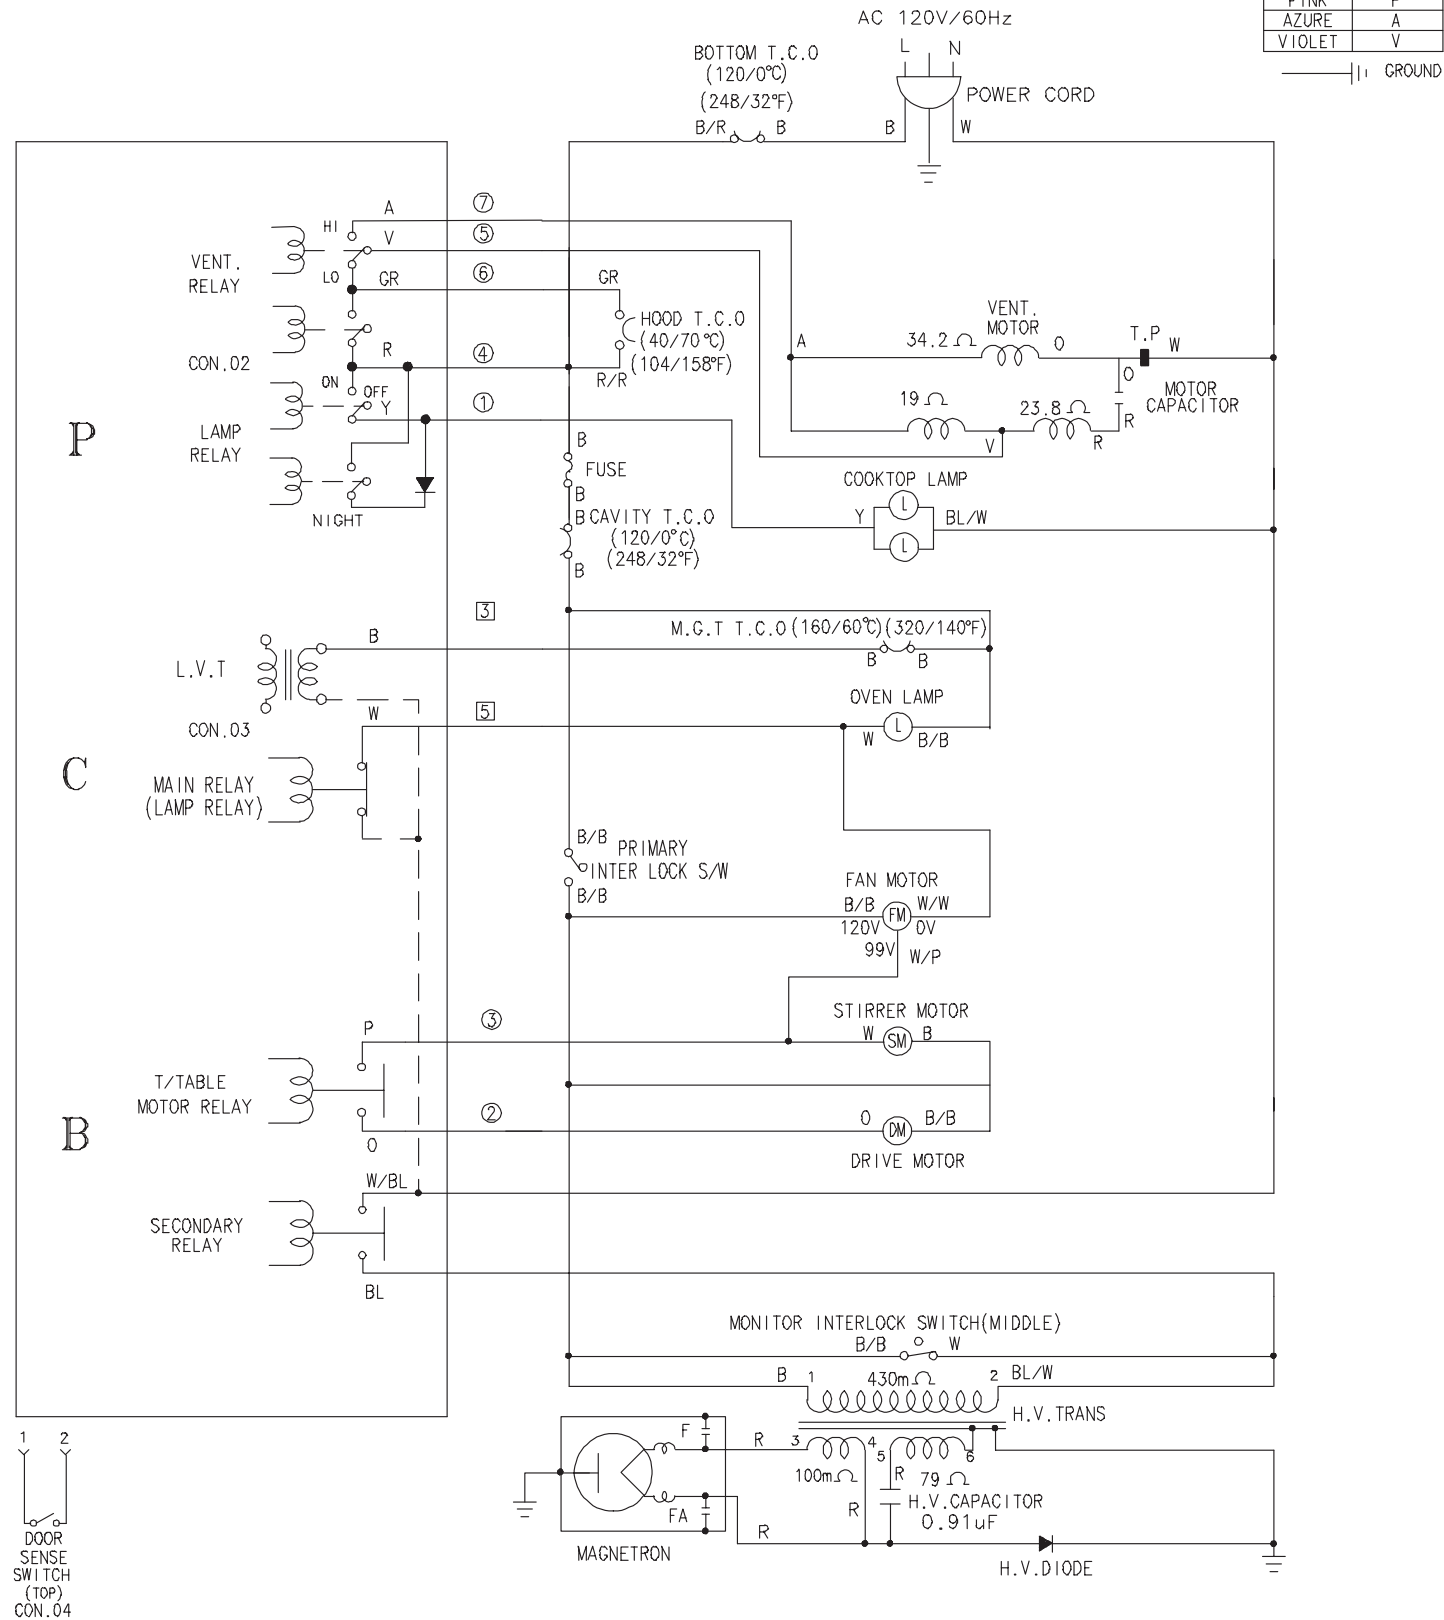 AC 120V/60Hz
PINK P
AZURE A
VIOLET V
GROUND
L N
POWER CORD
BOTTOM T.C.O
(120/0°C)
(248/32°F)
B/R B
B W
HI
A
⑦
V
⑤
VENT.
RELAY
LO
GR
⑥
GR
HOOD T.C.O
(40/70°C)
(104/158°F)
R/R
CON.02
R
④
ON
OFF
Y
①
LAMP
RELAY
NIGHT
VENT.
MOTOR
34.2 Ω
O
T.P
W
A
O
MOTOR
CAPACITOR
19 Ω
23.8 Ω
R
V
R
B
FUSE
B
B
CAVITY T.C.O
(120/0°C)
(248/32°F)
B
COOKTOP LAMP
Y
L
BL/W
L
P
3
M.G.T T.C.O (160/60°C)(320/140°F)
B
B B
L.V.T
OVEN LAMP
W
5
W
L
B/B
CON.03
C
MAIN RELAY
(LAMP RELAY)
B/B
PRIMARY
INTER LOCK S/W
B/B
FAN MOTOR
B/B W/W
120V FM 0V
99V
W/P
STIRRER MOTOR
P
③
W SM B
T/TABLE
MOTOR RELAY
B
②
O
O DM B/B
DRIVE MOTOR
W/BL
SECONDARY
RELAY
BL
MONITOR INTERLOCK SWITCH(MIDDLE)
B/B W
B 1 430mΩ 2 BL/W
H.V.TRANS
F
R
3 4 5 6
100mΩ
R
79 Ω
R
H.V.CAPACITOR
0.91uF
FA
R
MAGNETRON
H.V.DIODE
1 2
DOOR
SENSE
SWITCH
(TOP)
CON.04